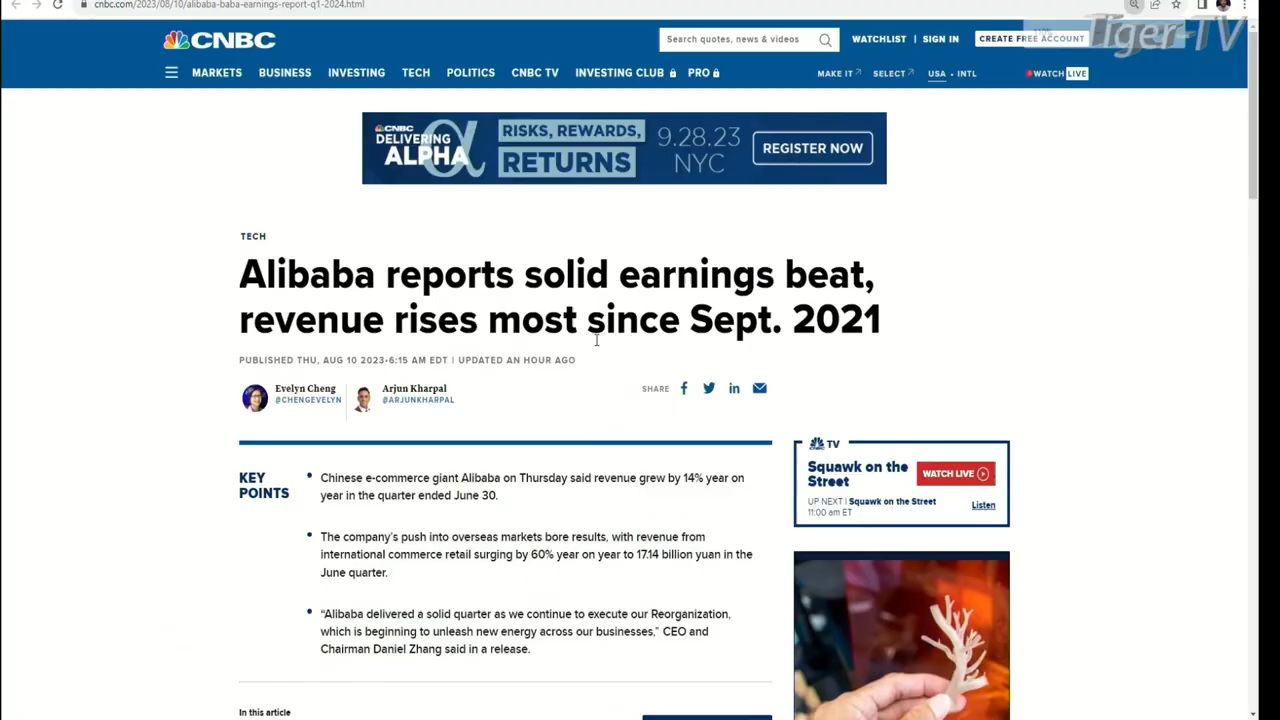 cnbc.com/2023/08/10/alibaba-baba-earnings-report-q1-2024.html
Tiger-TV
CNBC
Search quotes, news & videos
WATCHLIST | SIGN IN
CREATE FREE ACCOUNT
MARKETS BUSINESS INVESTING TECH POLITICS CNBC TV INVESTING CLUB PRO
MAKE IT SELECT USA • INTL WATCH LIVE
CNBC
DELIVERING
ALPHA
RISKS, REWARDS,
RETURNS
9.28.23
NYC
REGISTER NOW
TECH
Alibaba reports solid earnings beat,
revenue rises most since Sept. 2021
PUBLISHED THU, AUG 10 2023•6:15 AM EDT | UPDATED AN HOUR AGO
Evelyn Cheng
@CHENGEVELYN
Arjun Kharpal
@ARJUNKHARPAL
SHARE
KEY
POINTS
• Chinese e-commerce giant Alibaba on Thursday said revenue grew by 14% year on
year in the quarter ended June 30.
• The company's push into overseas markets bore results, with revenue from
international commerce retail surging by 60% year on year to 17.14 billion yuan in the
June quarter.
• “Alibaba delivered a solid quarter as we continue to execute our Reorganization,
which is beginning to unleash new energy across our businesses,” CEO and
Chairman Daniel Zhang said in a release.
In this article
CNBC TV
Squawk on the
Street
WATCH LIVE
UP NEXT | Squawk on the Street
11:00 am ET
Listen